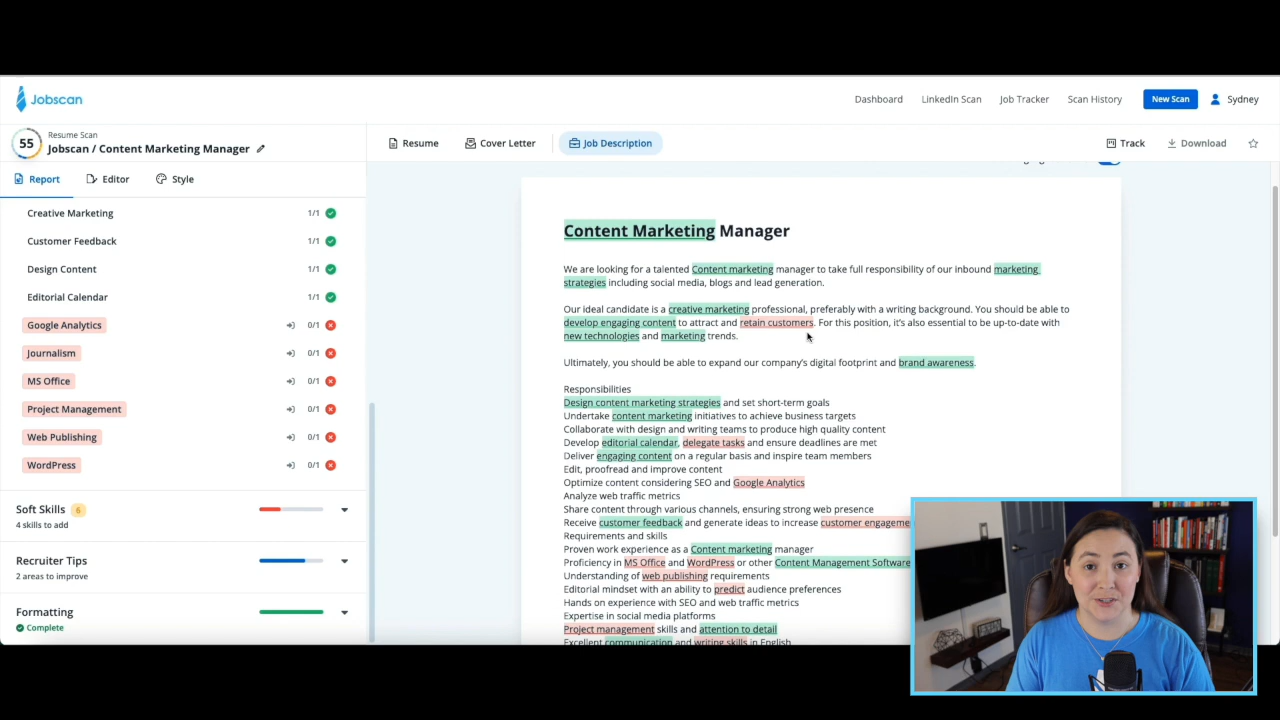 Jobscan
Dashboard
LinkedIn Scan
Job Tracker
Scan History
New Scan
Sydney
55
Resume Scan
Jobscan / Content Marketing Manager
Resume
Cover Letter
Job Description
Track
Download
Report
Editor
Style
Creative Marketing 1/1
Customer Feedback 1/1
Design Content 1/1
Editorial Calendar 1/1
Google Analytics 0/1
Journalism 0/1
MS Office 0/1
Project Management 0/1
Web Publishing 0/1
WordPress 0/1
Soft Skills 6
4 skills to add
Recruiter Tips
2 areas to improve
Formatting
Complete
Content Marketing Manager
We are looking for a talented Content marketing manager to take full responsibility of our inbound marketing
strategies including social media, blogs and lead generation.
Our ideal candidate is a creative marketing professional, preferably with a writing background. You should be able to
develop engaging content to attract and retain customers. For this position, it's also essential to be up-to-date with
new technologies and marketing trends.
Ultimately, you should be able to expand our company's digital footprint and brand awareness.
Responsibilities
Design content marketing strategies and set short-term goals
Undertake content marketing initiatives to achieve business targets
Collaborate with design and writing teams to produce high quality content
Develop editorial calendar, delegate tasks and ensure deadlines are met
Deliver engaging content on a regular basis and inspire team members
Edit, proofread and improve content
Optimize content considering SEO and Google Analytics
Analyze web traffic metrics
Share content through various channels, ensuring strong web presence
Receive customer feedback and generate ideas to increase customer engageme
Requirements and skills
Proven work experience as a Content marketing manager
Proficiency in MS Office and WordPress or other Content Management Software
Understanding of web publishing requirements
Editorial mindset with an ability to predict audience preferences
Hands on experience with SEO and web traffic metrics
Expertise in social media platforms
Project management skills and attention to detail
Excellent communication and writing skills in English